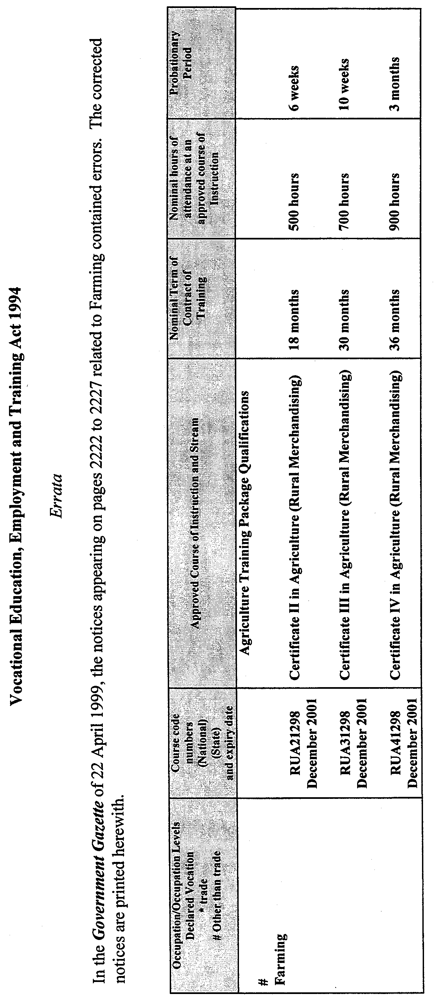 Vocational Education, Employment and Training Act 1994
Errata
In the Government Gazette of 22 April 1999, the notices appearing on pages 2222 to 2227 related to Farming contained errors. The corrected
notices are printed herewith.
Occupation/Occupation Levels
Declared Vocation
* trade
# Other than trade
Course code
numbers
(National)
(State)
and expiry date
Approved Course of Instruction and Stream
Nominal Term of
Contract of
Training
Nominal hours of
attendance at an
approved course of
Instruction
Probationary
Period
#
Farming
Agriculture Training Package Qualifications
RUA21298
December 2001
Certificate II in Agriculture (Rural Merchandising)
18 months
500 hours
6 weeks
RUA31298
December 2001
Certificate III in Agriculture (Rural Merchandising)
30 months
700 hours
10 weeks
RUA41298
December 2001
Certificate IV in Agriculture (Rural Merchandising)
36 months
900 hours
3 months